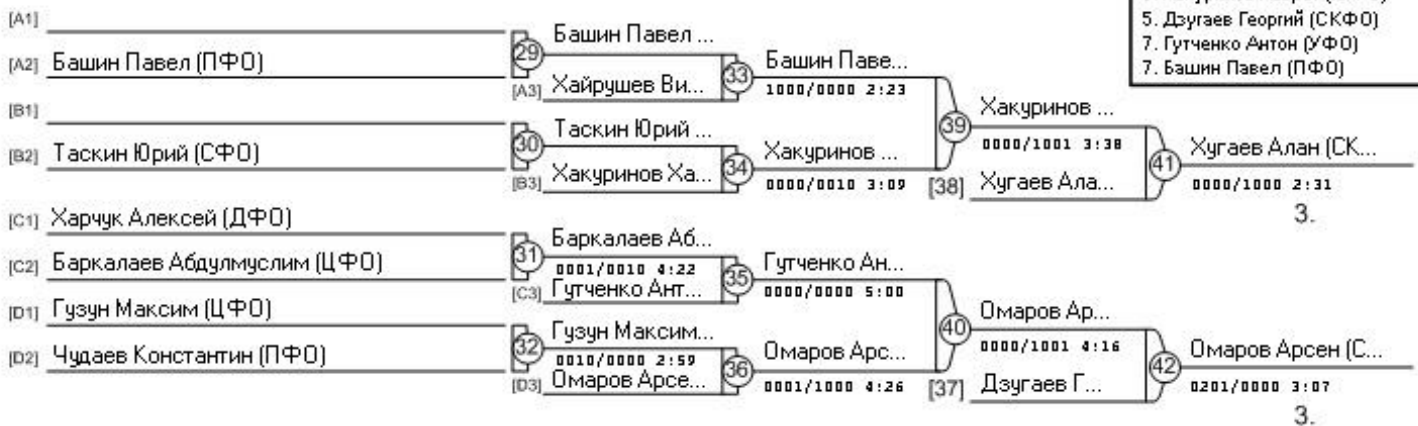 5. Дзугаев Георгий (СКФО)
7. Гутченко Антон (УФО)
7. Башин Павел (ПФО)
[A1]
[A2] Башин Павел (ПФО)
29
Башин Павел ...
[A3] Хайрушев Ви...
33
Башин Паве...
1000/0000 2:23
[B1]
[B2] Таскин Юрий (СФО)
30
Таскин Юрий ...
[B3] Хакуринов Ха...
34
Хакуринов ...
0000/0010 3:09
39
Хакуринов ...
0000/1001 3:38
[38] Хугаев Ала...
41
Хугаев Алан (СК...
0000/1000 2:31
3.
[C1] Харчук Алексей (ДФО)
[C2] Баркалаев Абдулмуслим (ЦФО)
31
Баркалаев Аб...
0001/0010 4:22
[C3] Гутченко Ант...
35
Гутченко Ан...
0000/0000 5:00
[D1] Гузун Максим (ЦФО)
[D2] Чудаев Константин (ПФО)
32
Гузун Максим...
0010/0000 2:59
[D3] Омаров Арсе...
36
Омаров Арс...
0001/1000 4:26
40
Омаров Ар...
0000/1001 4:16
[37] Дзугаев Г...
42
Омаров Арсен (С...
0201/0000 3:07
3.